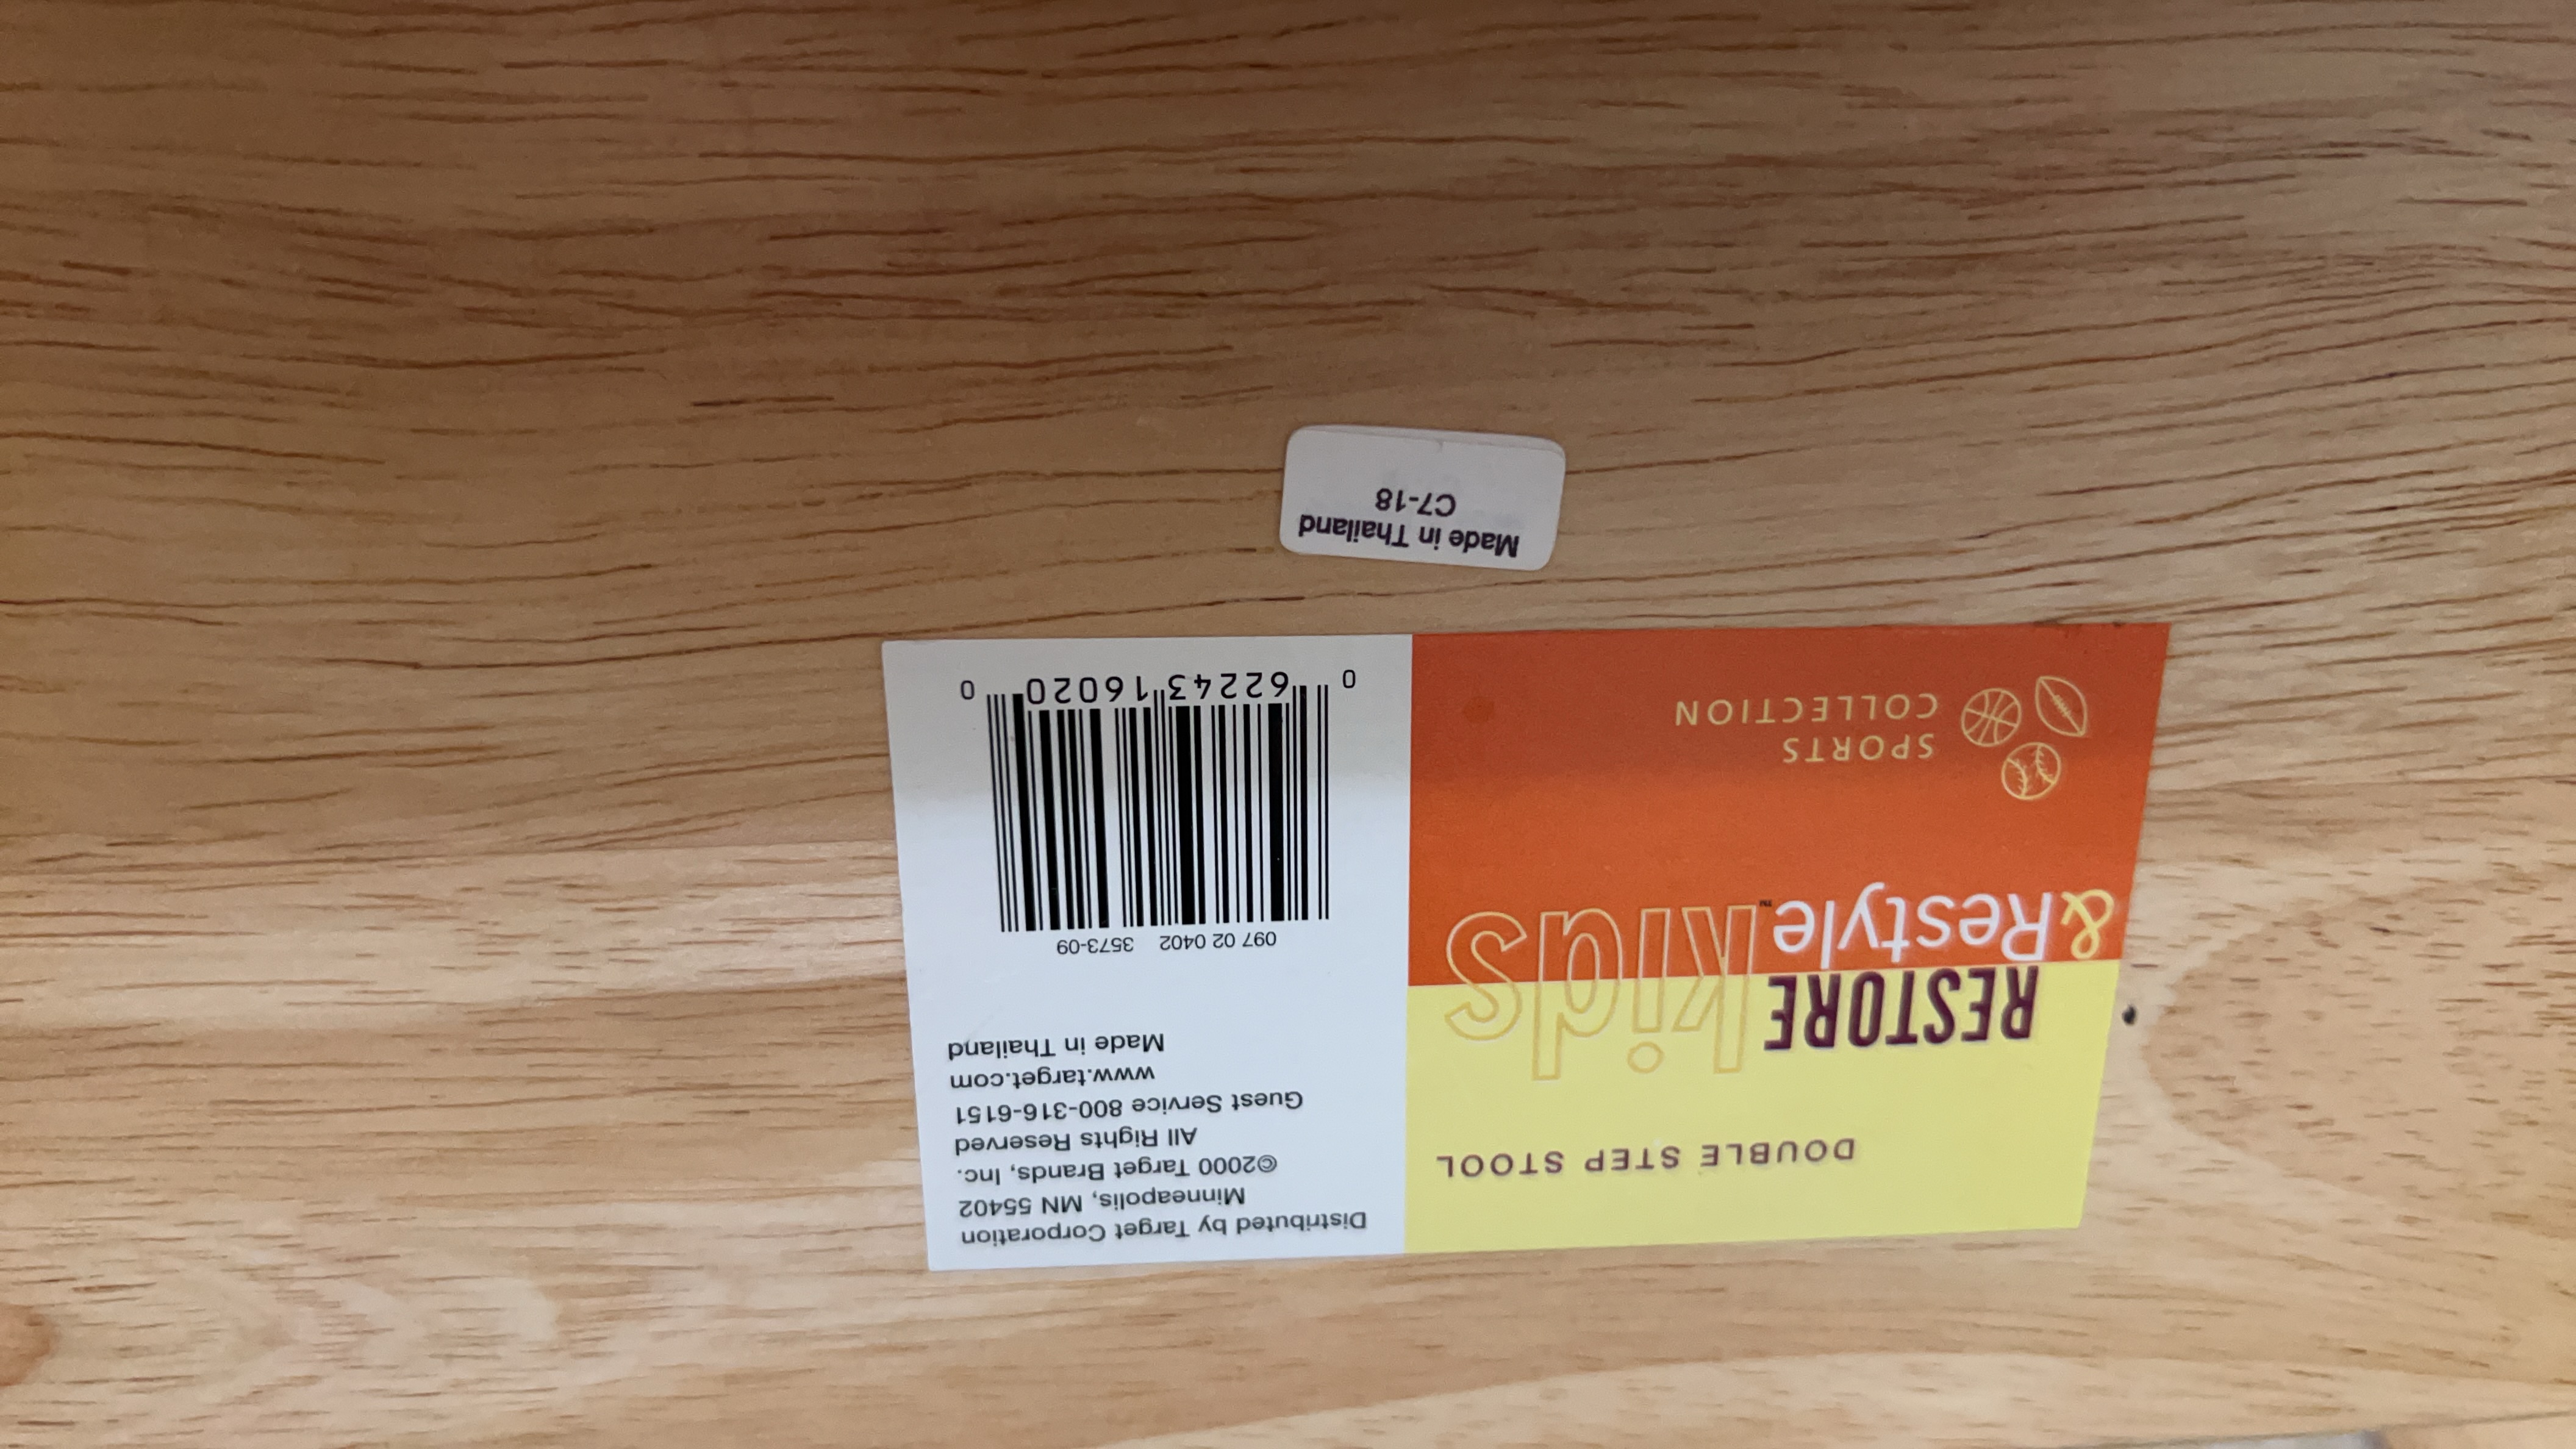 DOUBLE STEP STOOL
RESTORE
&Restyle™ kids
SPORTS
COLLECTION
Distributed by Target Corporation
Minneapolis, MN 55402
©2000 Target Brands, Inc.
All Rights Reserved
Guest Service 800-316-6151
www.target.com
Made in Thailand
097 02 0402 3573-09
0 62243 16020 0
Made in Thailand
C7-18